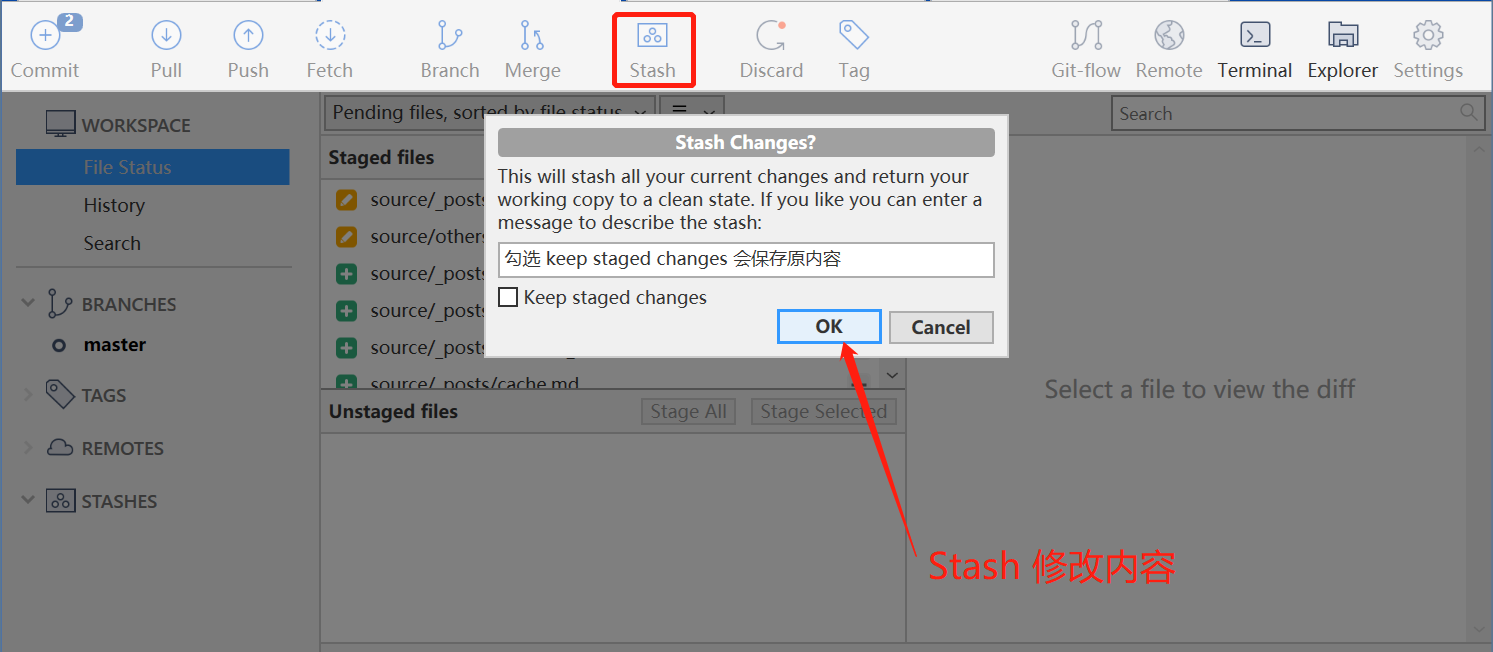 2
Commit
Pull
Push
Fetch
Branch
Merge
Stash
Discard
Tag
Git-flow
Remote
Terminal
Explorer
Settings
WORKSPACE
File Status
History
Search
BRANCHES
master
TAGS
REMOTES
STASHES
Pending files, sorted by file status
Search
Staged files
source/_posts
source/others
source/_posts
source/_posts
source/_posts
source/_posts/cache.md
Unstaged files
Stage All
Stage Selected
Select a file to view the diff
Stash Changes?
This will stash all your current changes and return your
working copy to a clean state. If you like you can enter a
message to describe the stash:
勾选 keep staged changes 会保存原内容
Keep staged changes
OK
Cancel
Stash 修改内容